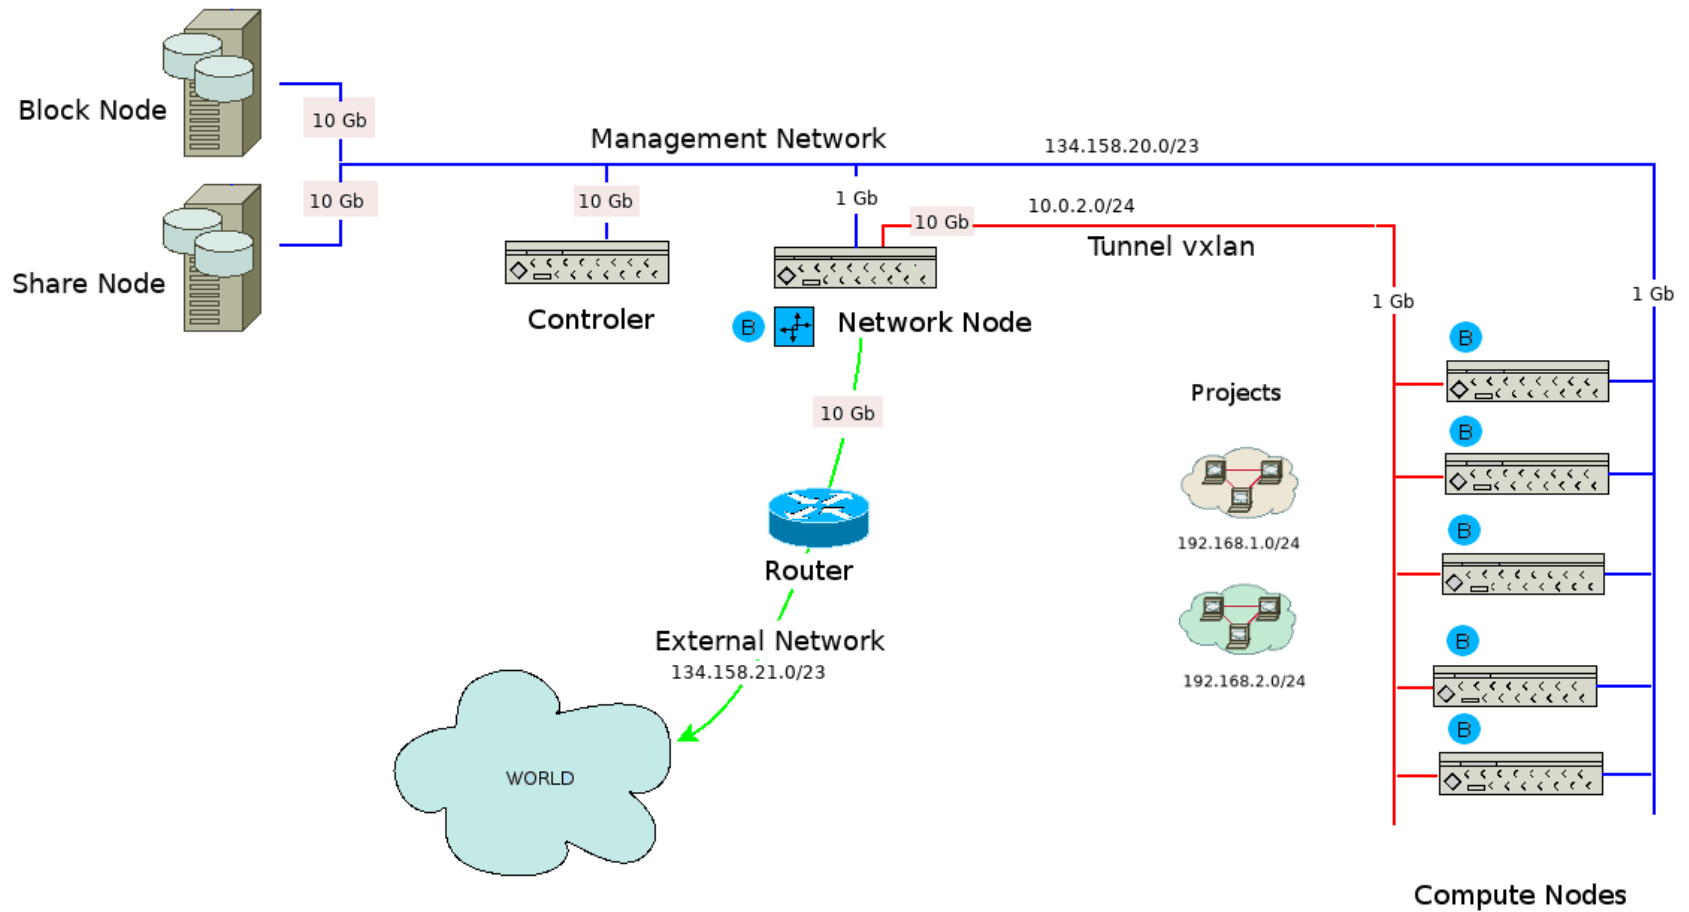 Block Node
10 Gb
Management Network
134.158.20.0/23
10 Gb
10 Gb
1 Gb
10 Gb
10.0.2.0/24
Tunnel vxlan
Share Node
1 Gb
1 Gb
Controler
B
Network Node
B
10 Gb
Projects
B
192.168.1.0/24
B
Router
External Network
134.158.21.0/23
192.168.2.0/24
B
B
WORLD
Compute Nodes